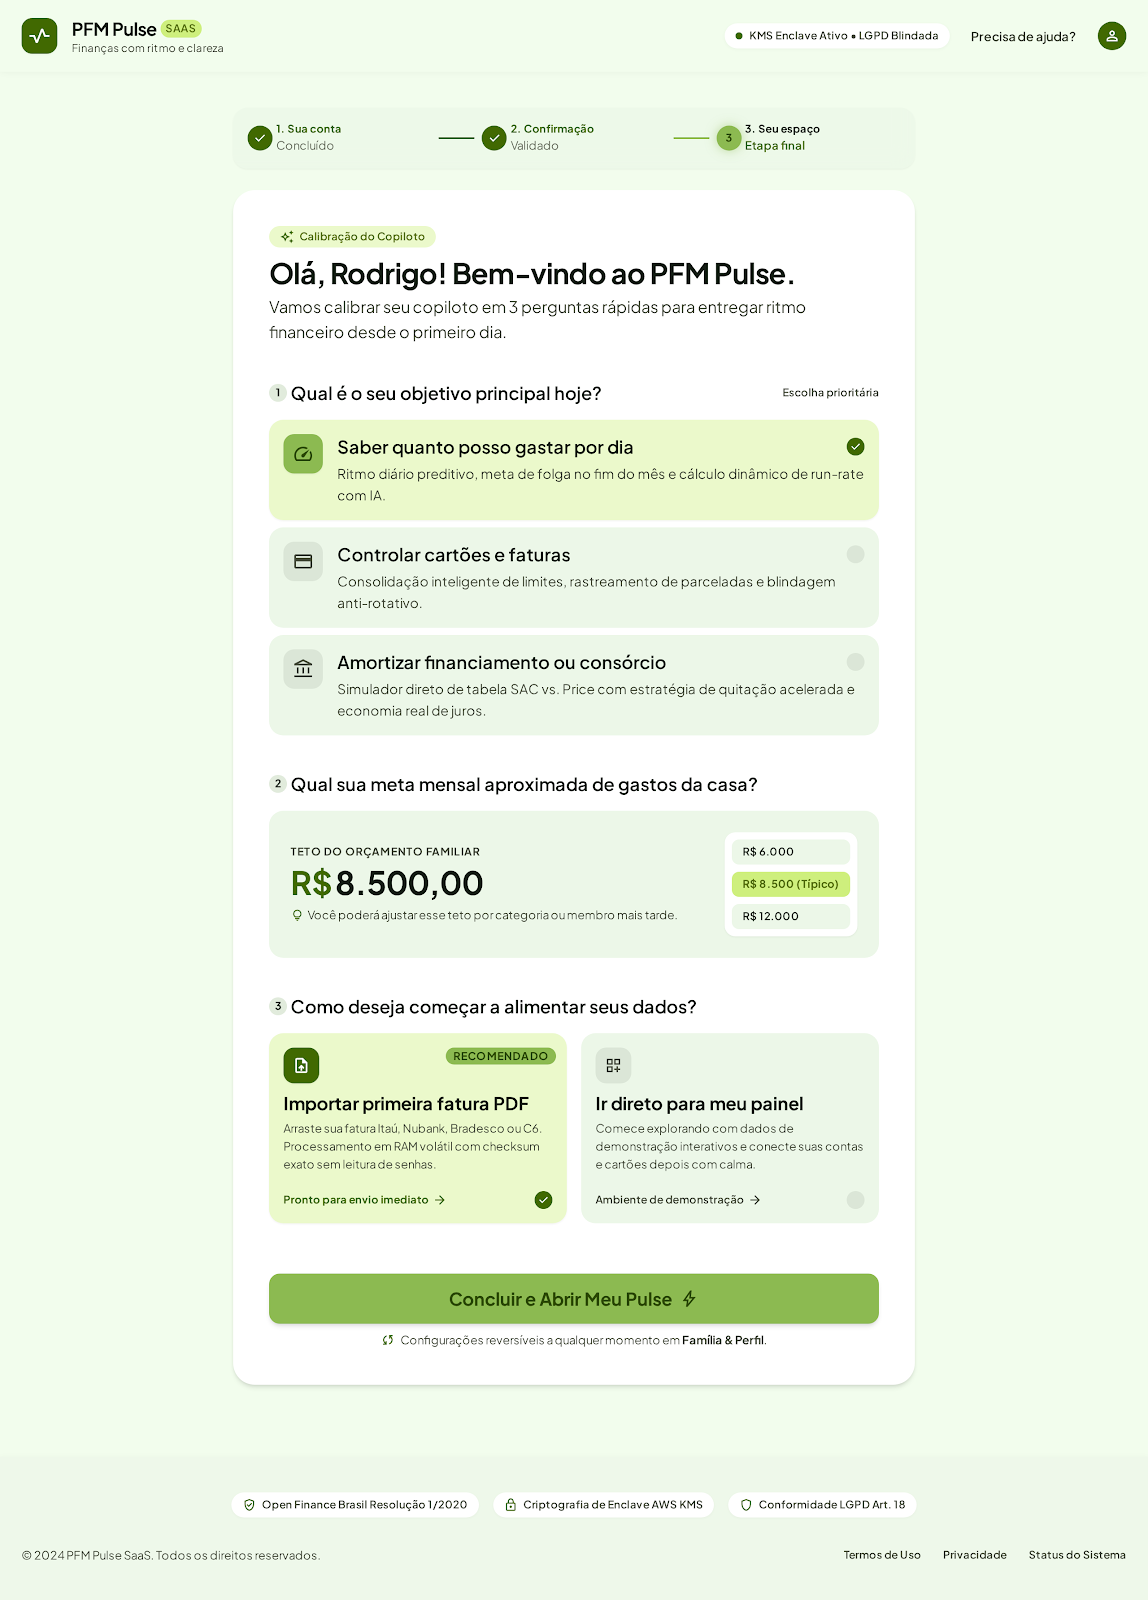 PFM Pulse SAAS
Finanças com ritmo e clareza
KMS Enclave Ativo • LGPD Blindada
Precisa de ajuda?
1. Sua conta
Concluído
2. Confirmação
Validado
3
3. Seu espaço
Etapa final
Calibração do Copiloto
Olá, Rodrigo! Bem-vindo ao PFM Pulse.
Vamos calibrar seu copiloto em 3 perguntas rápidas para entregar ritmo
financeiro desde o primeiro dia.
1 Qual é o seu objetivo principal hoje?
Escolha prioritária
Saber quanto posso gastar por dia
Ritmo diário preditivo, meta de folga no fim do mês e cálculo dinâmico de run-rate
com IA.
Controlar cartões e faturas
Consolidação inteligente de limites, rastreamento de parceladas e blindagem
anti-rotativo.
Amortizar financiamento ou consórcio
Simulador direto de tabela SAC vs. Price com estratégia de quitação acelerada e
economia real de juros.
2 Qual sua meta mensal aproximada de gastos da casa?
TETO DO ORÇAMENTO FAMILIAR
R$ 8.500,00
Você poderá ajustar esse teto por categoria ou membro mais tarde.
R$ 6.000
R$ 8.500 (Típico)
R$ 12.000
3 Como deseja começar a alimentar seus dados?
RECOMENDADO
Importar primeira fatura PDF
Arraste sua fatura Itaú, Nubank, Bradesco ou C6.
Processamento em RAM volátil com checksum
exato sem leitura de senhas.
Pronto para envio imediato →
Ir direto para meu painel
Comece explorando com dados de
demonstração interativos e conecte suas contas
e cartões depois com calma.
Ambiente de demonstração →
Concluir e Abrir Meu Pulse
Configurações reversíveis a qualquer momento em Família & Perfil.
Open Finance Brasil Resolução 1/2020
Criptografia de Enclave AWS KMS
Conformidade LGPD Art. 18
© 2024 PFM Pulse SaaS. Todos os direitos reservados.
Termos de Uso
Privacidade
Status do Sistema